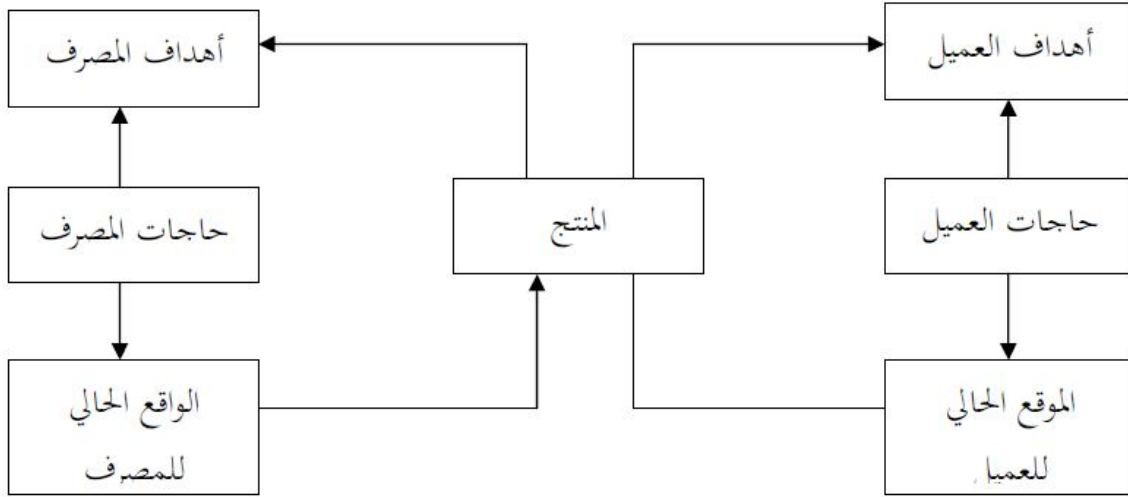 أهداف العميل
أهداف المصرف
حاجات العميل
المنتج
حاجات المصرف
الموقع الحالي
للعميل
الواقع الحالي
للمصرف